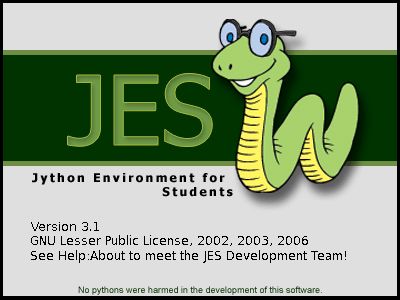 JES
Jython Environment for
Students
Version 3.1
GNU Lesser Public License, 2002, 2003, 2006
See Help:About to meet the JES Development Team!
No pythons were harmed in the development of this software.